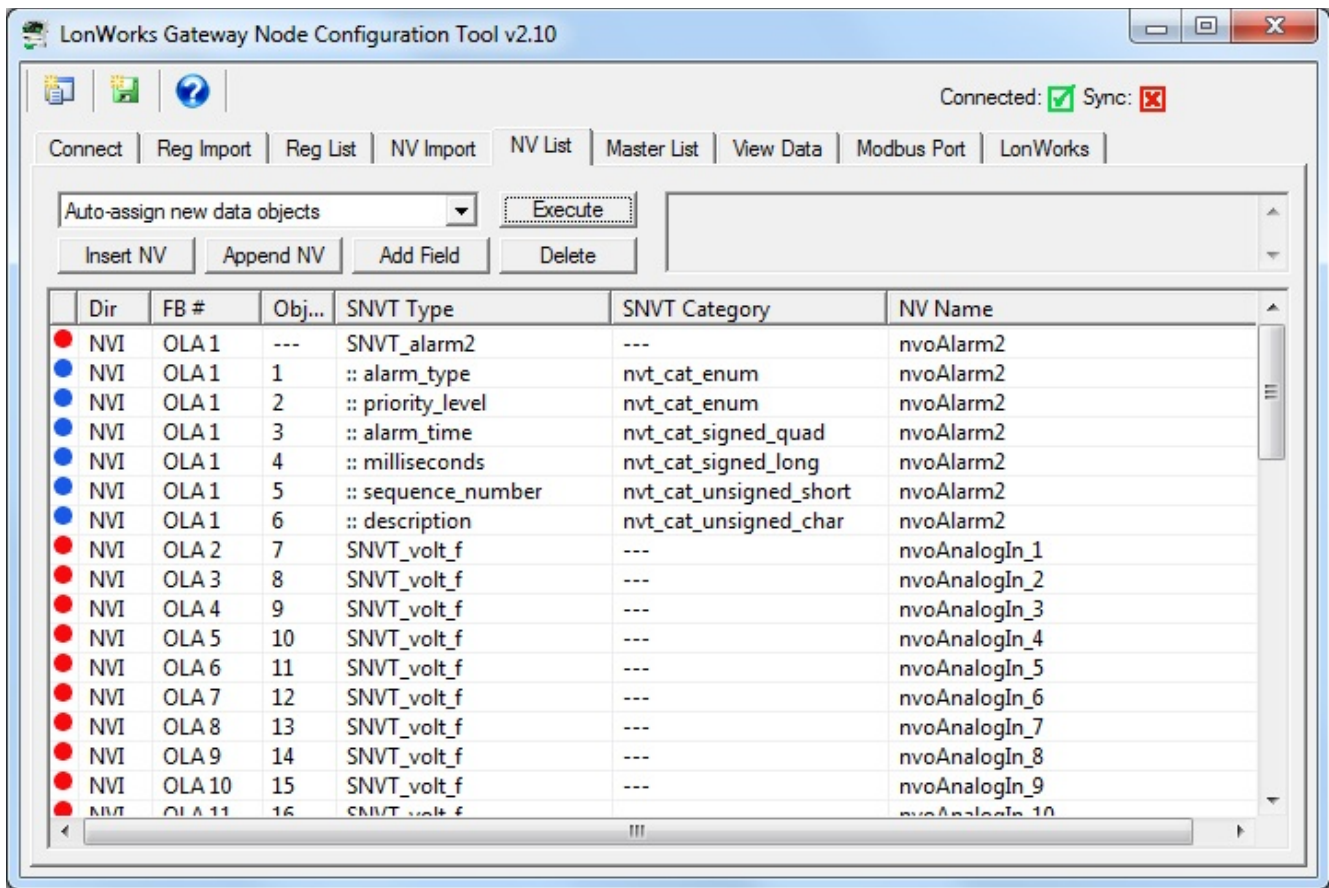 LonWorks Gateway Node Configuration Tool v2.10
Connected: Sync:
Connect Reg Import Reg List NV Import NV List Master List View Data Modbus Port LonWorks
Auto-assign new data objects Execute
Insert NV Append NV Add Field Delete
Dir FB # Obj... SNVT Type SNVT Category NV Name
NVI OLA 1 --- SNVT_alarm2 --- nvoAlarm2
NVI OLA 1 1 :: alarm_type nvt_cat_enum nvoAlarm2
NVI OLA 1 2 :: priority_level nvt_cat_enum nvoAlarm2
NVI OLA 1 3 :: alarm_time nvt_cat_signed_quad nvoAlarm2
NVI OLA 1 4 :: milliseconds nvt_cat_signed_long nvoAlarm2
NVI OLA 1 5 :: sequence_number nvt_cat_unsigned_short nvoAlarm2
NVI OLA 1 6 :: description nvt_cat_unsigned_char nvoAlarm2
NVI OLA 2 7 SNVT_volt_f --- nvoAnalogIn_1
NVI OLA 3 8 SNVT_volt_f --- nvoAnalogIn_2
NVI OLA 4 9 SNVT_volt_f --- nvoAnalogIn_3
NVI OLA 5 10 SNVT_volt_f --- nvoAnalogIn_4
NVI OLA 6 11 SNVT_volt_f --- nvoAnalogIn_5
NVI OLA 7 12 SNVT_volt_f --- nvoAnalogIn_6
NVI OLA 8 13 SNVT_volt_f --- nvoAnalogIn_7
NVI OLA 9 14 SNVT_volt_f --- nvoAnalogIn_8
NVI OLA 10 15 SNVT_volt_f --- nvoAnalogIn_9
NVI OLA 11 16 SNVT_volt_f --- nvoAnalogIn_10